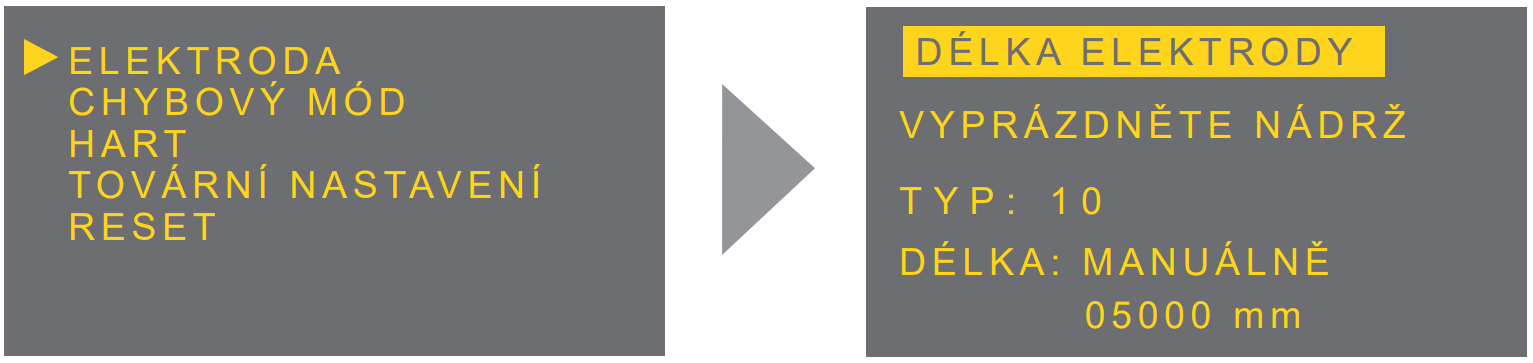 ELEKTRODA
CHYBOVÝ MÓD
HART
TOVÁRNÍ NASTAVENÍ
RESET
DÉLKA ELEKTRODY
VYPRÁZDNĚTE NÁDRŽ
TYP: 10
DÉLKA: MANUÁLNĚ
05000 mm